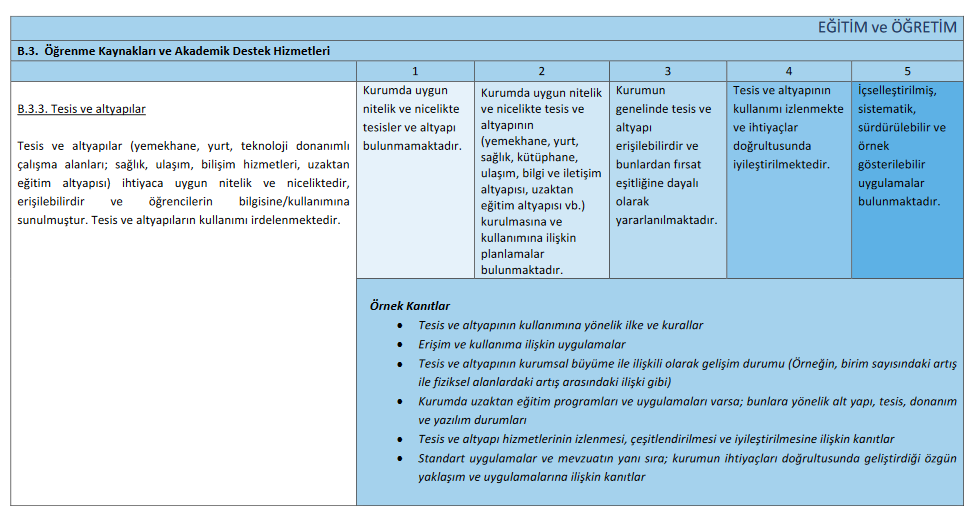 EĞİTİM ve ÖĞRETİM
B.3. Öğrenme Kaynakları ve Akademik Destek Hizmetleri
1
2
3
4
5
B.3.3. Tesis ve altyapılar
Tesis ve altyapılar (yemekhane, yurt, teknoloji donanımlı
çalışma alanları; sağlık, ulaşım, bilişim hizmetleri, uzaktan
eğitim altyapısı) ihtiyaca uygun nitelik ve niceliktedir,
erişilebilirdir ve öğrencilerin bilgisine/kullanımına
sunulmuştur. Tesis ve altyapıların kullanımı irdelenmektedir.
Kurumda uygun
nitelik ve nicelikte
tesisler ve altyapı
bulunmamaktadır.
Kurumda uygun nitelik
ve nicelikte tesis ve
altyapının
(yemekhane, yurt,
sağlık, kütüphane,
ulaşım, bilgi ve iletişim
altyapısı, uzaktan
eğitim altyapısı vb.)
kurulmasına ve
kullanımına ilişkin
planlamalar
bulunmaktadır.
Kurumun
genelinde tesis ve
altyapı
erişilebilirdir ve
bunlardan fırsat
eşitliğine dayalı
olarak
yararlanılmaktadır.
Tesis ve altyapının
kullanımı izlenmekte
ve ihtiyaçlar
doğrultusunda
iyileştirilmektedir.
İçselleştirilmiş,
sistematik,
sürdürülebilir ve
örnek
gösterilebilir
uygulamalar
bulunmaktadır.
Örnek Kanıtlar
• Tesis ve altyapının kullanımına yönelik ilke ve kurallar
• Erişim ve kullanıma ilişkin uygulamalar
• Tesis ve altyapının kurumsal büyüme ile ilişkili olarak gelişim durumu (Örneğin, birim sayısındaki artış
ile fiziksel alanlardaki artış arasındaki ilişki gibi)
• Kurumda uzaktan eğitim programları ve uygulamaları varsa; bunlara yönelik alt yapı, tesis, donanım
ve yazılım durumları
• Tesis ve altyapı hizmetlerinin izlenmesi, çeşitlendirilmesi ve iyileştirilmesine ilişkin kanıtlar
• Standart uygulamalar ve mevzuatın yanı sıra; kurumun ihtiyaçları doğrultusunda geliştirdiği özgün
yaklaşım ve uygulamalarına ilişkin kanıtlar